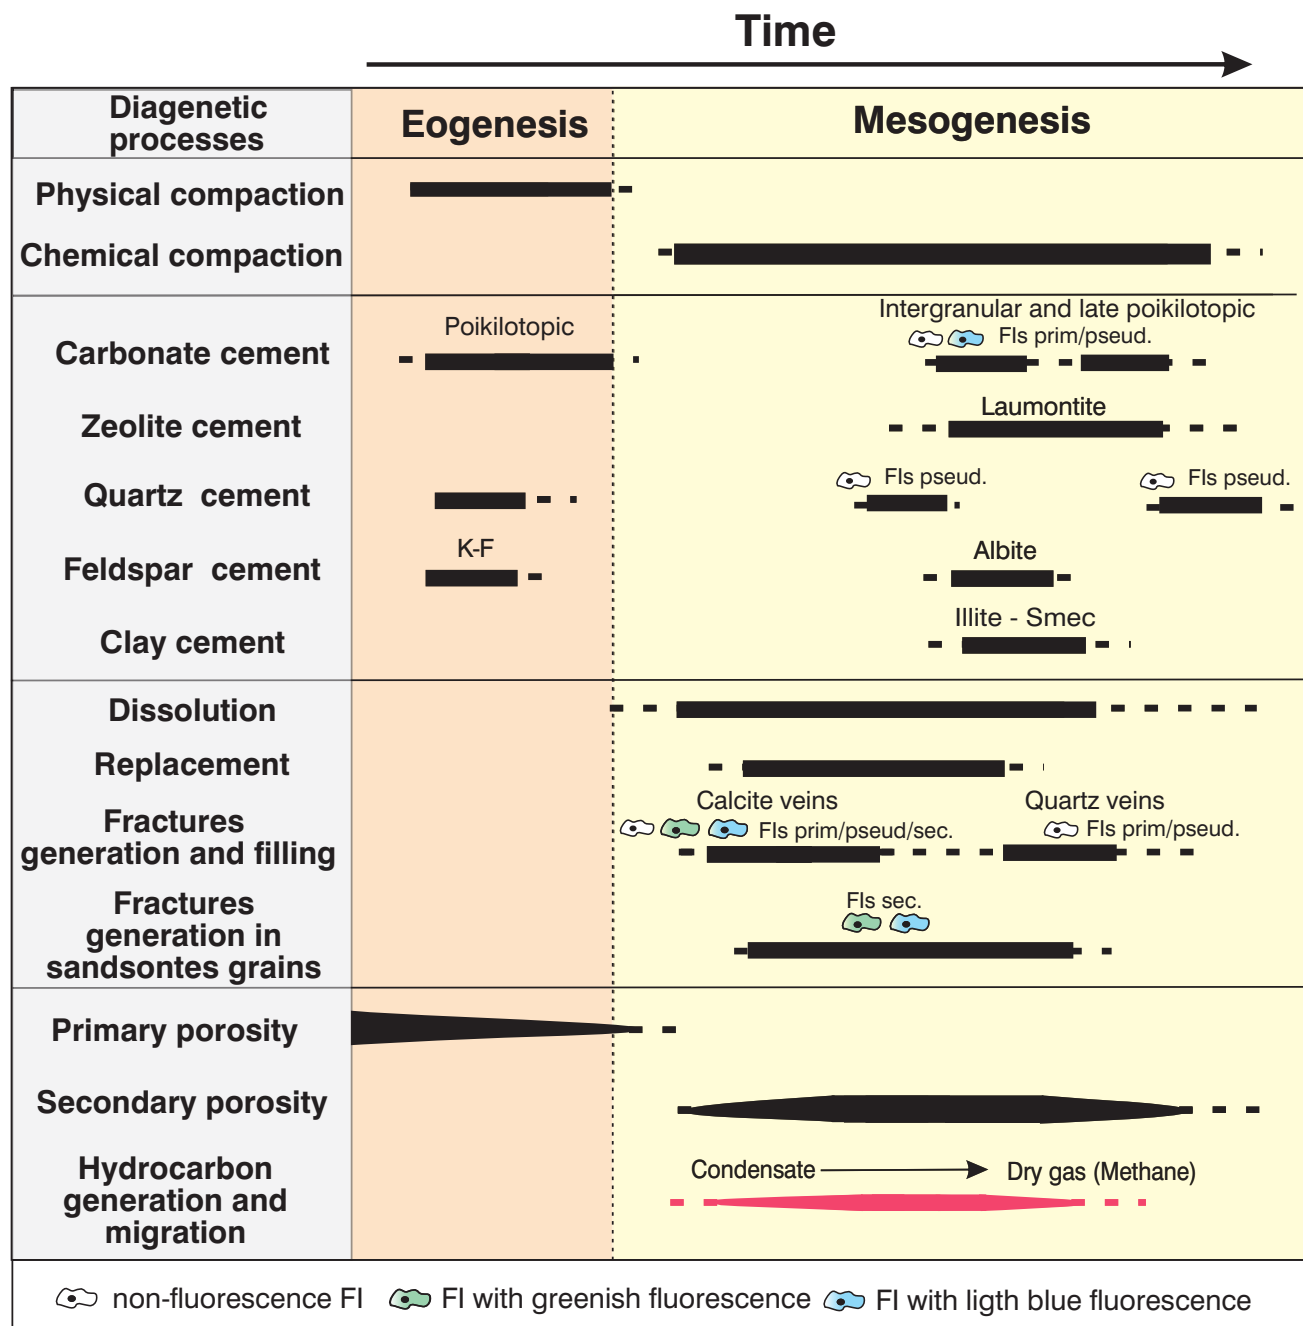 Time
Diagenetic
processes
Eogenesis
Mesogenesis
Physical compaction
Chemical compaction
Intergranular and late poikilotopic
Poikilotopic
FIs prim/pseud.
Carbonate cement
Laumontite
Zeolite cement
FIs pseud.
FIs pseud.
Quartz cement
K-F
Albite
Feldspar cement
Illite - Smec
Clay cement
Dissolution
Replacement
Calcite veins
Quartz veins
Fractures
generation and filling
FIs prim/pseud/sec.
FIs prim/pseud.
Fractures
generation in
sandsontes grains
FIs sec.
Primary porosity
Secondary porosity
Hydrocarbon
generation and
migration
Condensate
Dry gas (Methane)
non-fluorescence FI
FI with greenish fluorescence
FI with ligth blue fluorescence